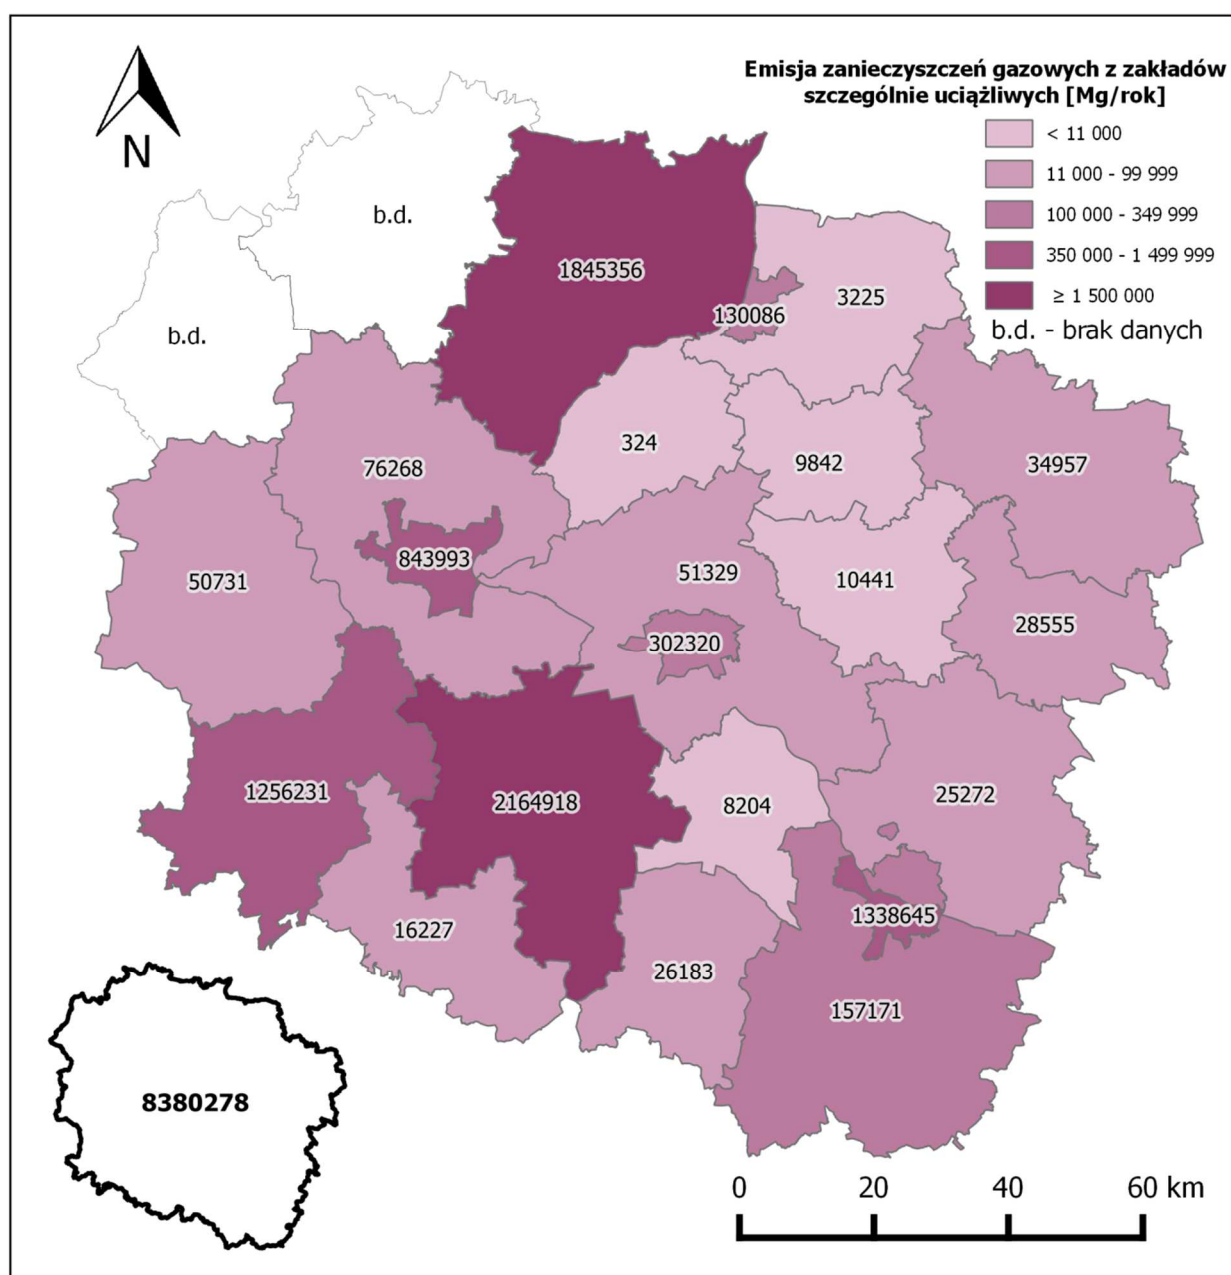 Emisja zanieczyszczeń gazowych z zakładów
szczególnie uciążliwych [Mg/rok]
< 11 000
11 000 - 99 999
100 000 - 349 999
350 000 - 1 499 999
≥ 1 500 000
b.d. - brak danych
N
b.d.
b.d.
1845356
130086
3225
324
9842
34957
76268
843993
50731
51329
10441
28555
302320
1256231
2164918
8204
25272
1338645
16227
26183
157171
8380278
0 20 40 60 km